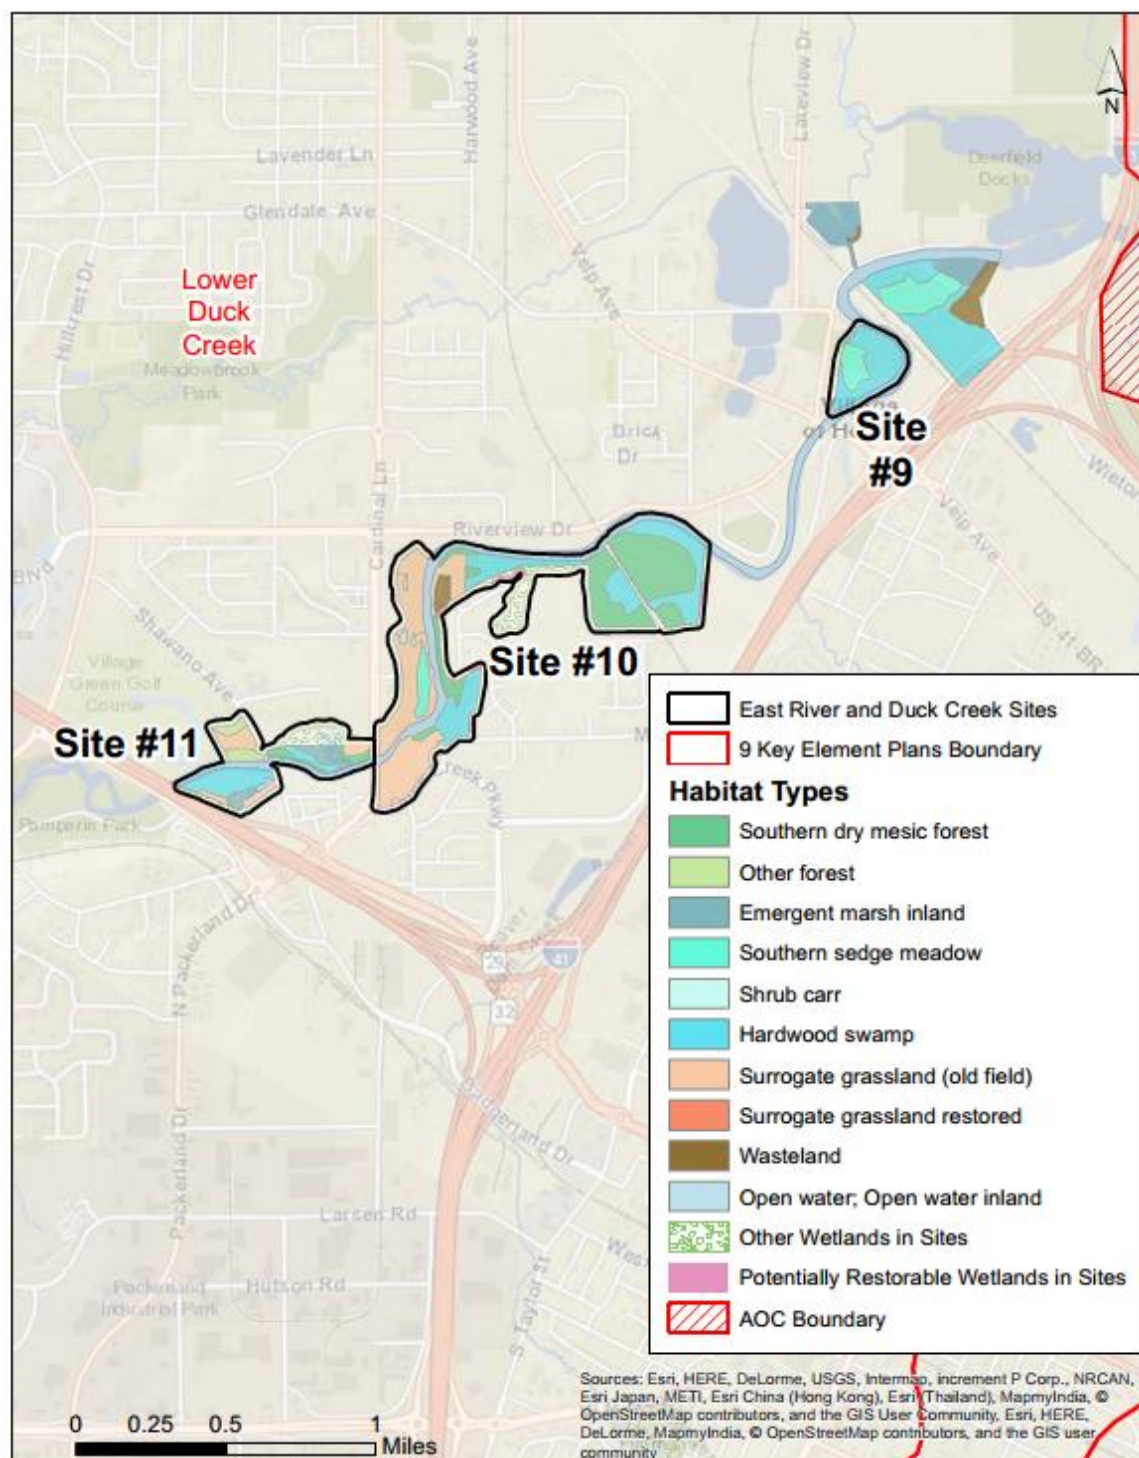 N
Lakeview Dr
Harwood Ave
Lavender Ln
Deerfield
Docks
Glendale Ave
Velp Ave
Hillcrest Dr
Lower
Duck
Creek
Meadowbrook
Park
Site
#9
Brick
Dr
Cardinal Ln
Riverview Dr
Velp Ave
Shawano Ave
US-41-BR
Site #10
Village
Green Golf
Course
Site #11
Creek Pkwy
Pamperin Park
N Packerland Dr
29
41
32
Badgerland Dr
Packerland Dr
Larsen Rd
Hutson Rd
Packerland
Industrial Park
S Taylor St
East River and Duck Creek Sites
9 Key Element Plans Boundary
Habitat Types
Southern dry mesic forest
Other forest
Emergent marsh inland
Southern sedge meadow
Shrub carr
Hardwood swamp
Surrogate grassland (old field)
Surrogate grassland restored
Wasteland
Open water; Open water inland
Other Wetlands in Sites
Potentially Restorable Wetlands in Sites
AOC Boundary
0 0.25 0.5 1
Miles
Sources: Esri, HERE, DeLorme, USGS, Intermap, increment P Corp., NRCAN,
Esri Japan, METI, Esri China (Hong Kong), Esri (Thailand), MapmyIndia, ©
OpenStreetMap contributors, and the GIS User Community, Esri, HERE,
DeLorme, MapmyIndia, © OpenStreetMap contributors, and the GIS user
community